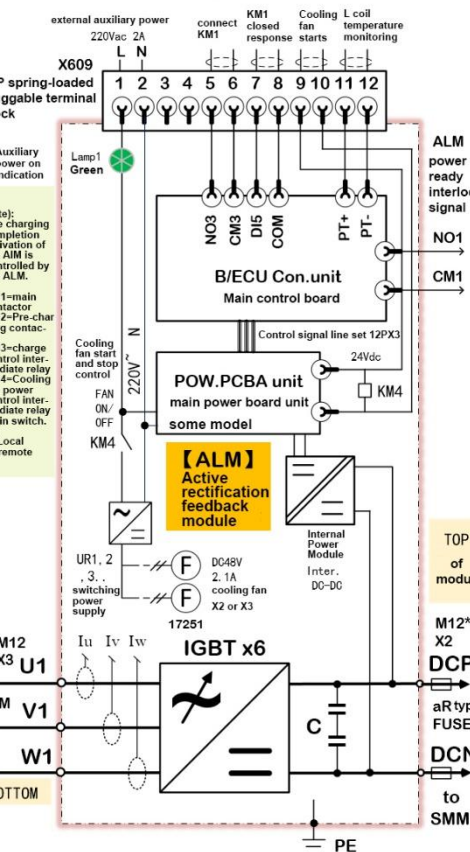 external auxiliary power
220Vac 2A
L N
connect
KM1
KM1
closed
response
Cooling
fan
starts
L coil
temperature
monitoring
X609
P spring-loaded
uggable terminal
ck
1 2 3 4 5 6 7 8 9 10 11 12
Auxiliary
power on
ndication
Lamp1
Green
te):
e charging
mpletion
tivation of
AIM is
ntrolled by
ALM.
1=main
ntactor
2=Pre-char
g contac-
3=charge
ntrol inter-
diate relay
4=Cooling
power
ntrol inter-
diate relay
in switch.
Local
remote
NO3 CM3 DI5 COM PT+ PT-
B/ECU Con.unit
Main control board
ALM
power
ready
interloc
signal
NO1
CM1
Control signal line set 12PX3
Cooling
fan start
and stop
control
220V~ N
FAN
ON/
OFF
KM4
POW.PCBA unit
main power board unit
some model
24Vdc
KM4
【ALM】
Active
rectification
feedback
module
Internal
Power
Module
Inter.
DC-DC
UR1, 2
, 3. .
switching
power
supply
F
F
DC48V
2. 1A
cooling fan
X2 or X3
17251
TOP
of
modu
M12
X3
U1
M
V1
W1
OTTOM
Iu Iv Iw
IGBT x6
C
M12*
X2
DCP
aR typ
FUSE
DCN
to
SMM
PE